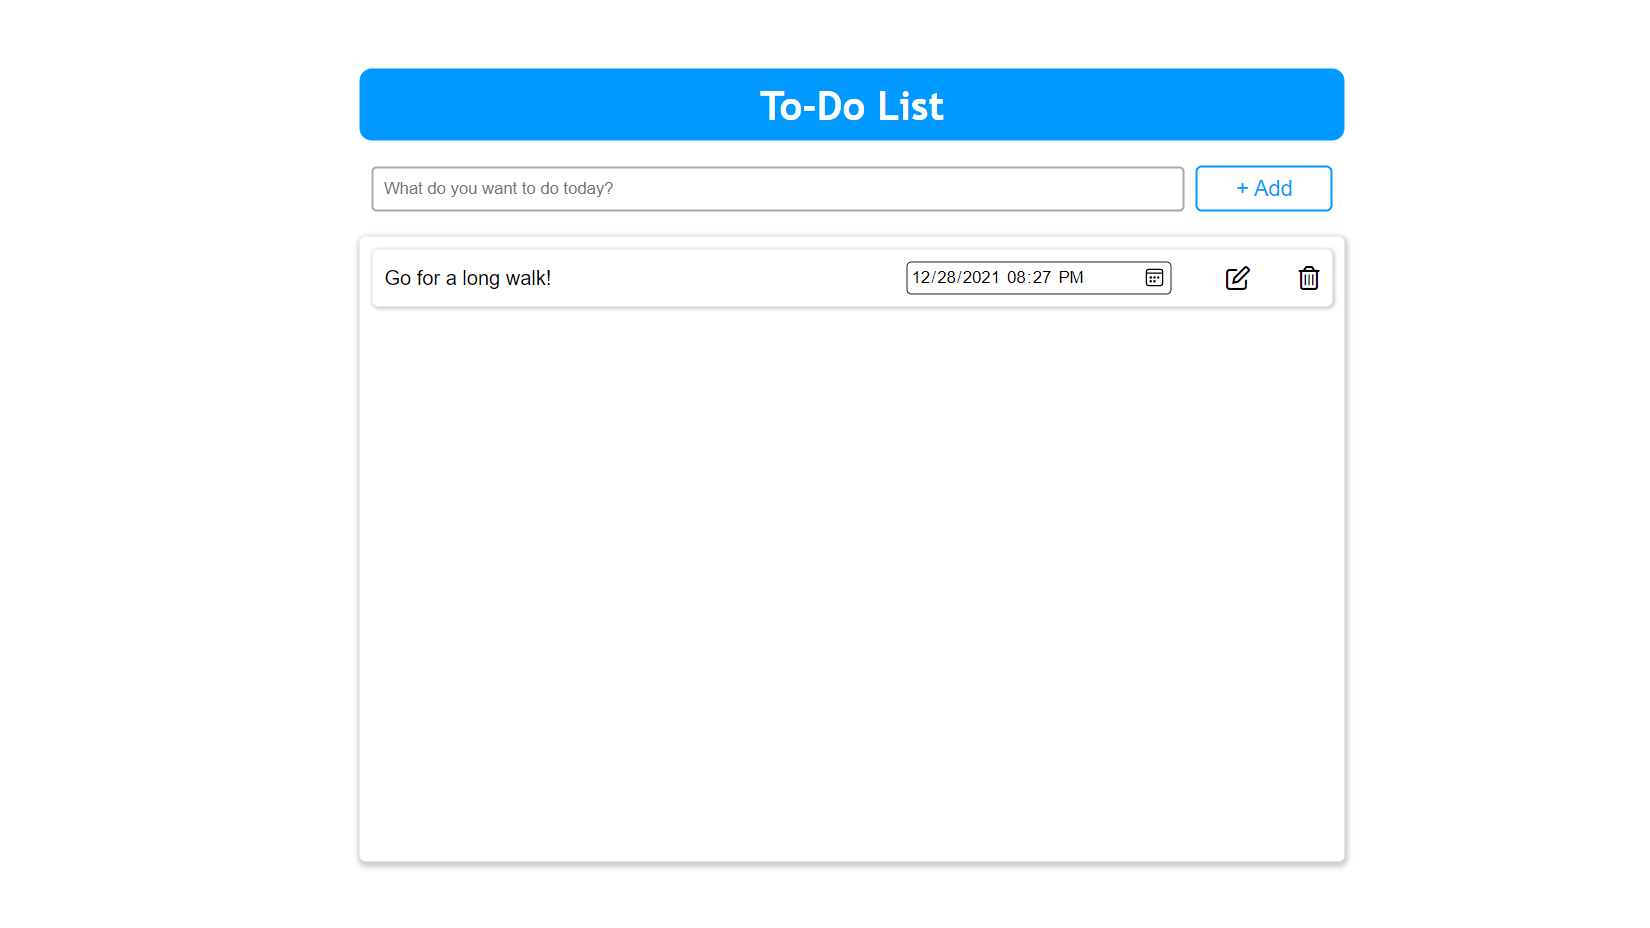 To-Do List
What do you want to do today?
+ Add
Go for a long walk!
12/28/2021 08:27 PM